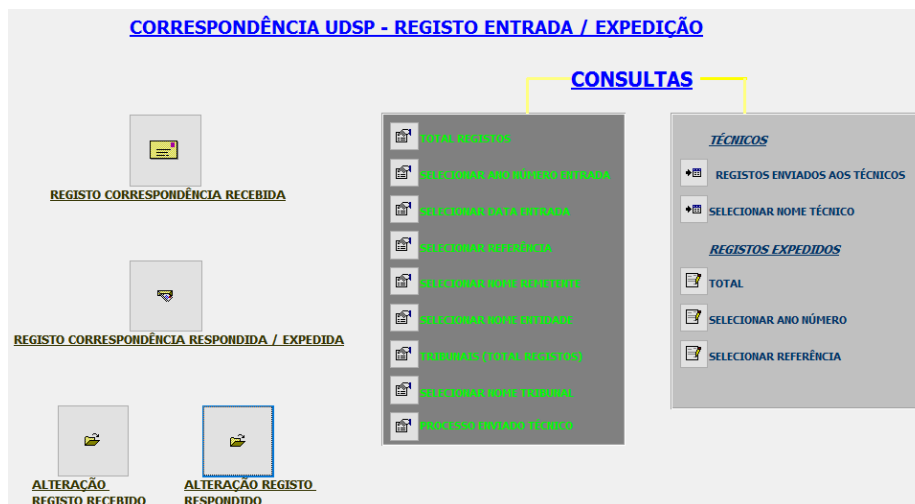 CORRESPONDÊNCIA UDSP - REGISTO ENTRADA / EXPEDIÇÃO
CONSULTAS
REGISTO CORRESPONDÊNCIA RECEBIDA
REGISTO CORRESPONDÊNCIA RESPONDIDA / EXPEDIDA
ALTERAÇÃO
REGISTO RECEBIDO
ALTERAÇÃO REGISTO
RESPONDIDO
TOTAL REGISTOS
SELECIONAR ANO NÚMERO ENTRADA
SELECIONAR DATA ENTRADA
SELECIONAR REFERÊNCIA
SELECIONAR NOME REMETENTE
SELECIONAR NOME ENTIDADE
TRIBUNAIS (TOTAL REGISTOS)
SELECIONAR NOME TRIBUNAL
PROCESSO ENVIADO TÉCNICO
TÉCNICOS
REGISTOS ENVIADOS AOS TÉCNICOS
SELECIONAR NOME TÉCNICO
REGISTOS EXPEDIDOS
TOTAL
SELECIONAR ANO NÚMERO
SELECIONAR REFERÊNCIA